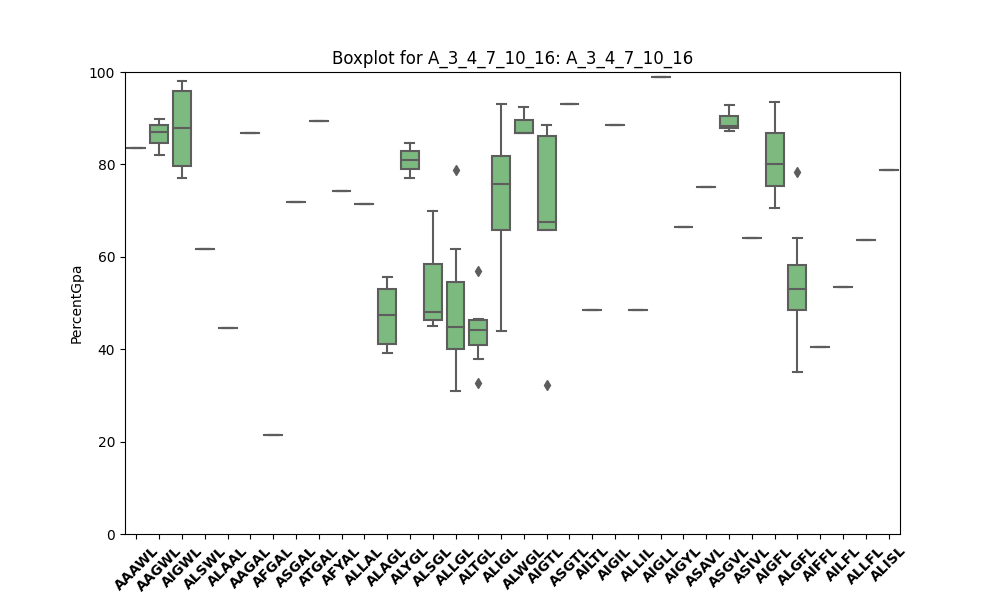 Boxplot for A_3_4_7_10_16: A_3_4_7_10_16
PercentGpa
100
80
60
40
20
0
AAAWL
AAGWL
AIGWL
ALSWL
ALAAL
AAGAL
AFGAL
ASGAL
ATGAL
AFYAL
ALLAL
ALAGL
ALYGL
ALSGL
ALLGL
ALTGL
ALIGL
ALWGL
AIGTL
ASGTL
AILTL
AIGIL
ALLIL
AIGLL
AIGYL
ASAVL
ASGVL
ASIVL
AIGFL
ALGFL
AIFFL
AILFL
ALLFL
ALISL